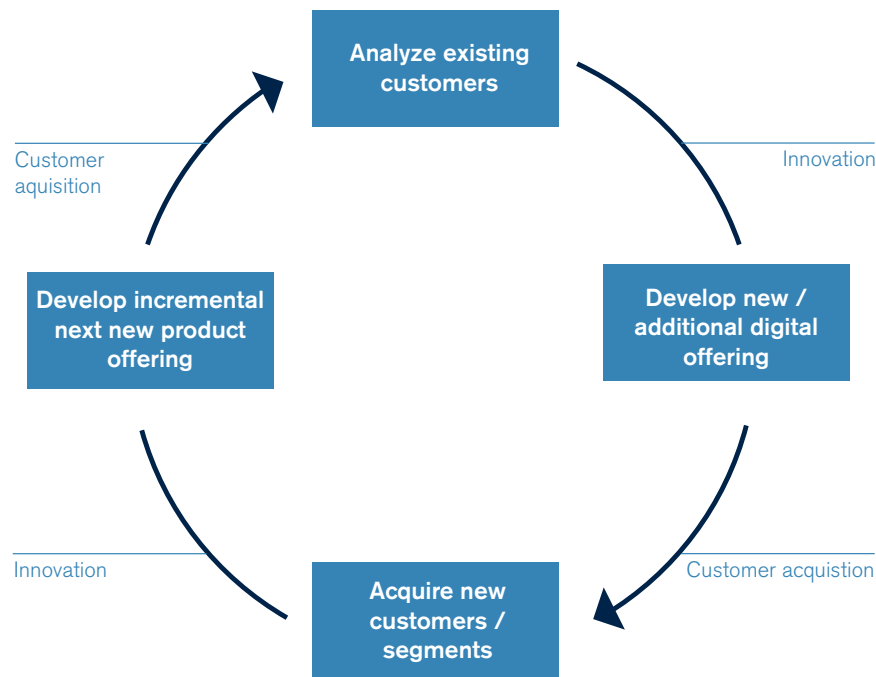 Analyze existing
customers
Customer
aquisition
Innovation
Develop incremental
next new product
offering
Develop new /
additional digital
offering
Innovation
Customer acquistion
Acquire new
customers /
segments